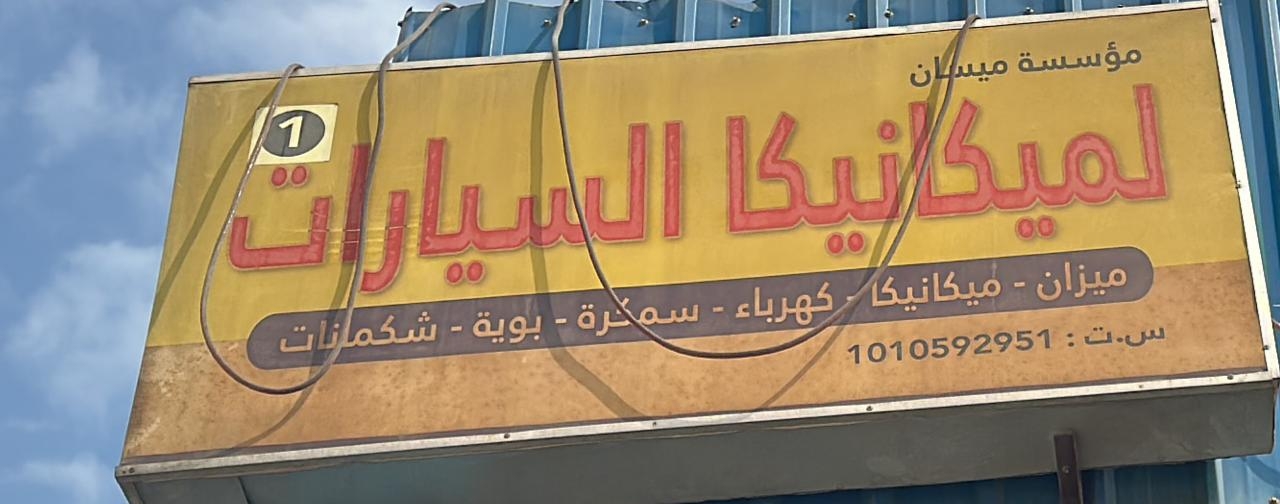 مؤسسة ميسان
لميكانيكا السيارات
1
ميزان - ميكانيكا - كهرباء - سمكرة - بوية - شكمانات
س.ت : 1010592951